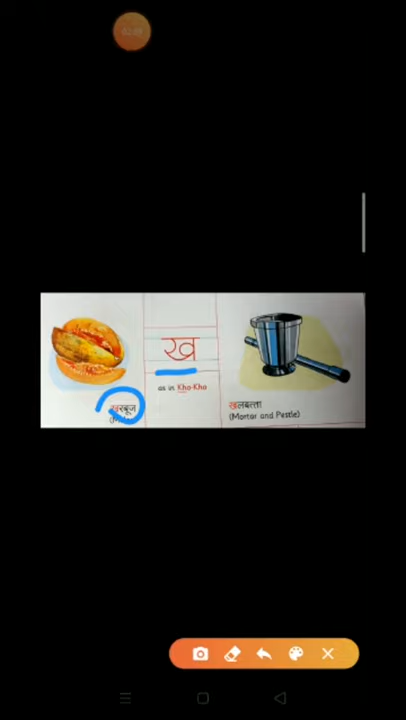 ख
as in Kho-Kho
खरबूज
खलबत्ता
(Mortar and Pestle)